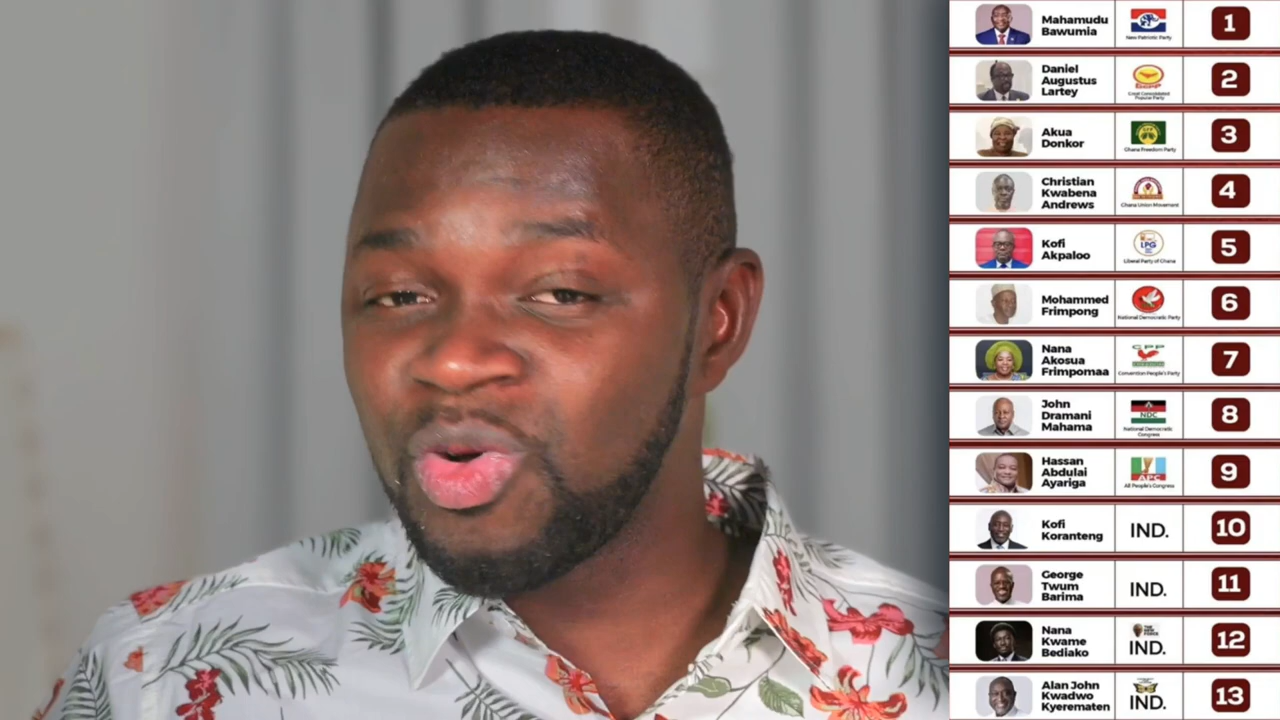 Mahamudu
Bawumia
New Patriotic Party
1
Daniel
Augustus
Lartey
Great Consolidated
Popular Party
2
Akua
Donkor
Ghana Freedom Party
3
Christian
Kwabena
Andrews
Ghana Union Movement
4
Kofi
Akpaloo
LPG
Liberal Party of Ghana
5
Mohammed
Frimpong
National Democratic Party
6
Nana
Akosua
Frimpomaa
CPP
Convention People's Party
7
John
Dramani
Mahama
NDC
National Democratic
Congress
8
Hassan
Abdulai
Ayariga
APC
All People's Congress
9
Kofi
Koranteng
IND.
10
George
Twum
Barima
IND.
11
Nana
Kwame
Bediako
IND.
12
Alan John
Kwadwo
Kyerematen
IND.
13